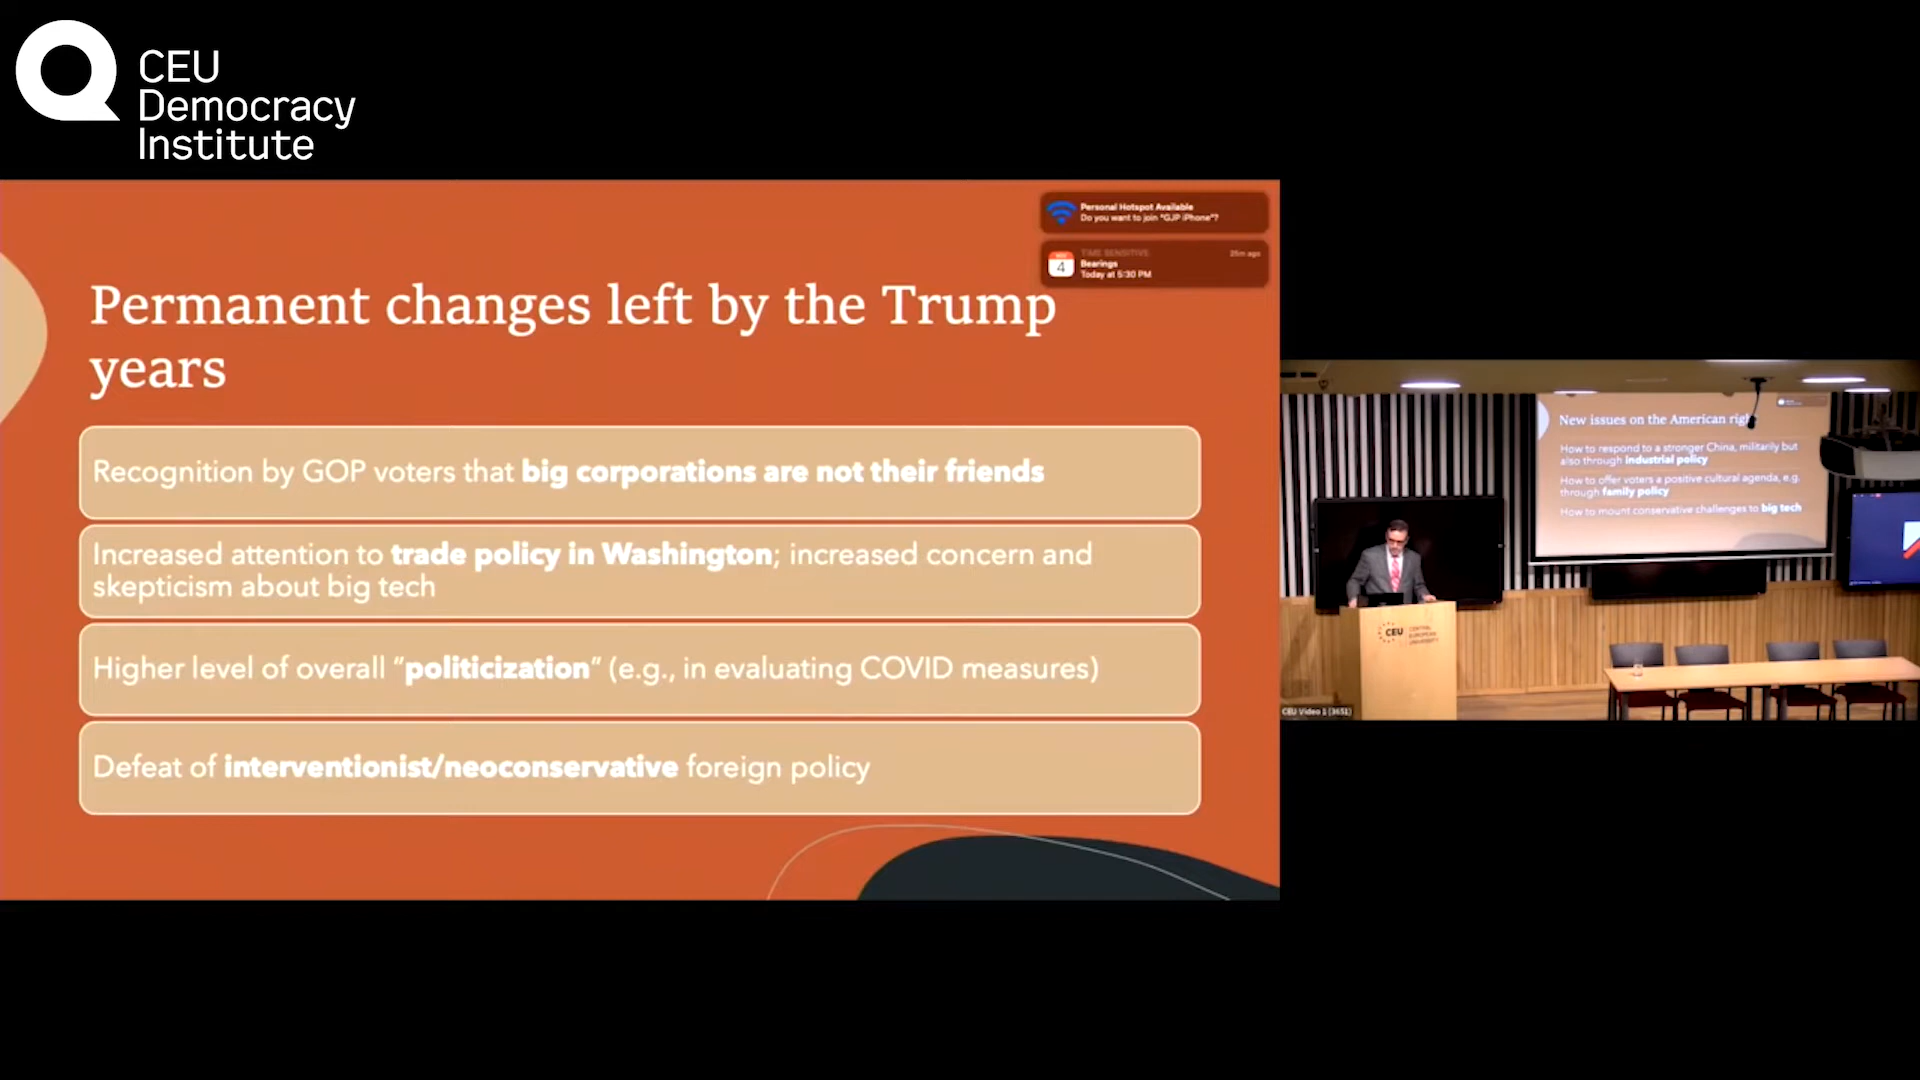 CEU
Democracy
Institute
Personal Hotspot Available
Do you want to join "GJP iPhone"?
TIME SENSITIVE
25m ago
4
Bearings
Today at 5:30 PM
Permanent changes left by the Trump
years
Recognition by GOP voters that big corporations are not their friends
Increased attention to trade policy in Washington; increased concern and
skepticism about big tech
Higher level of overall "politicization" (e.g., in evaluating COVID measures)
Defeat of interventionist/neoconservative foreign policy
New issues on the American right
How to respond to a stronger China, militarily but
also through industrial policy
How to offer voters a positive cultural agenda, e.g.
through family policy
How to mount conservative challenges to big tech
CEU
CENTRAL
EUROPEAN
UNIVERSITY
CEU Video 1 (3651)